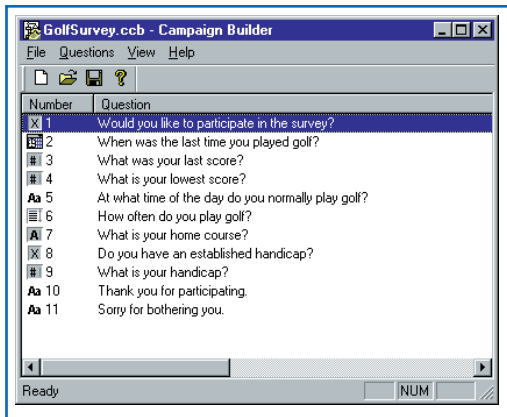 GolfSurvey.ccb - Campaign Builder
File Questions View Help
Number Question
X 1 Would you like to participate in the survey?
2 When was the last time you played golf?
# 3 What was your last score?
# 4 What is your lowest score?
Aa 5 At what time of the day do you normally play golf?
6 How often do you play golf?
A 7 What is your home course?
X 8 Do you have an established handicap?
# 9 What is your handicap?
Aa 10 Thank you for participating.
Aa 11 Sorry for bothering you.
Ready NUM